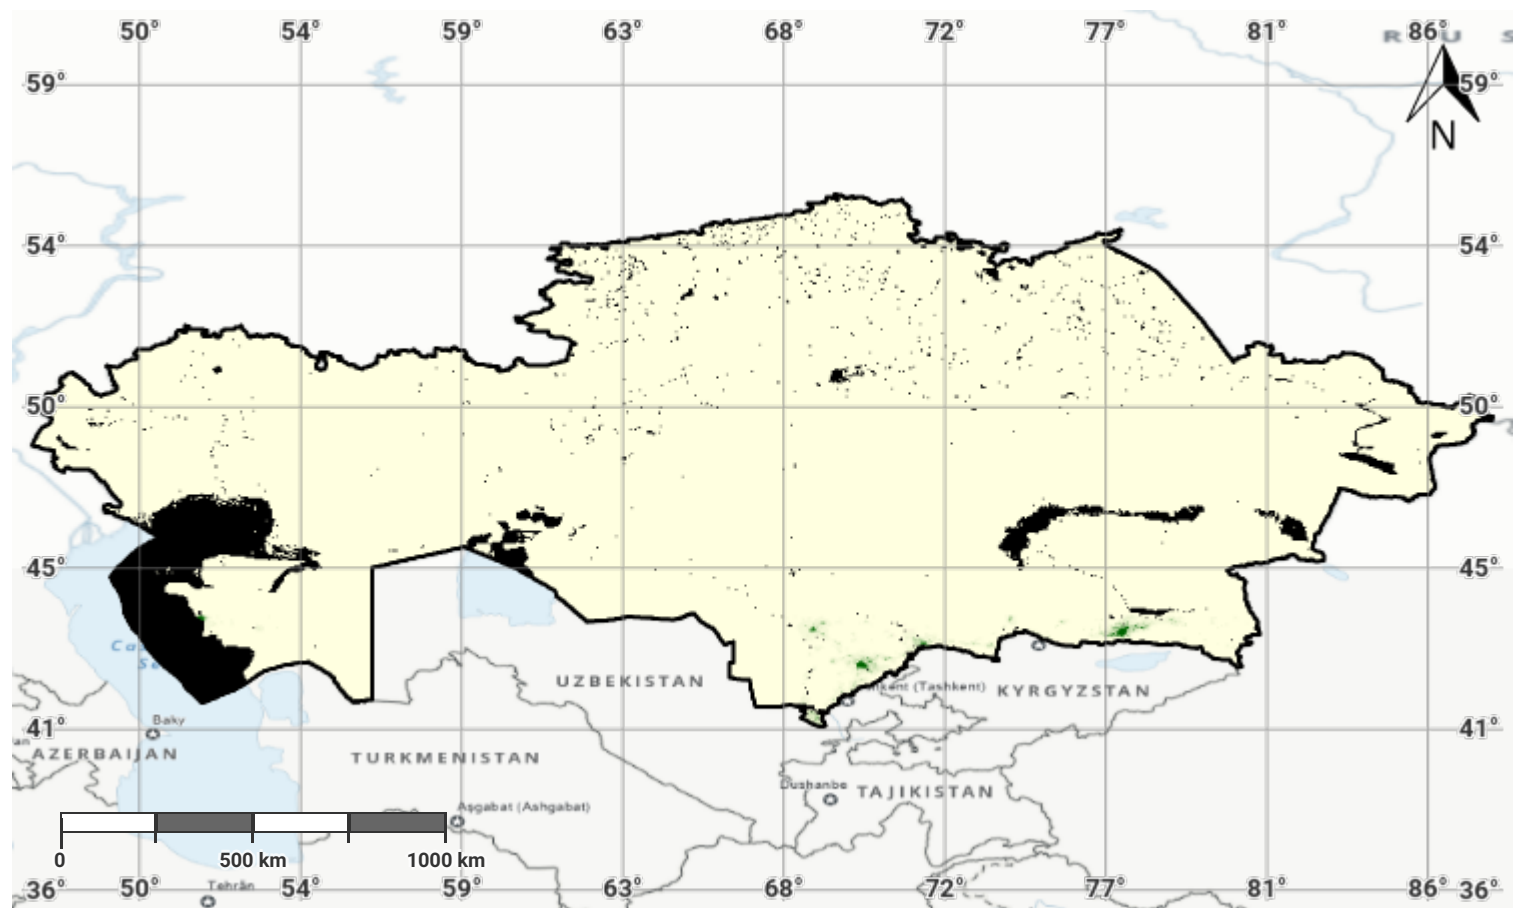 50° 54° 59° 63° 68° 72° 77° 81° 86°
R U S
59° 59°
N
54° 54°
50° 50°
45° 45°
UZBEKISTAN
hkent (Tashkent) KYRGYZSTAN
Baky
41° 41°
AZERBAIJAN
TURKMENISTAN
Dushanbe
TAJIKISTAN
Aşgabat (Ashgabat)
0 500 km 1000 km
36° 50° 54° 59° 63° 68° 72° 77° 81° 86° 36°
Tehrān